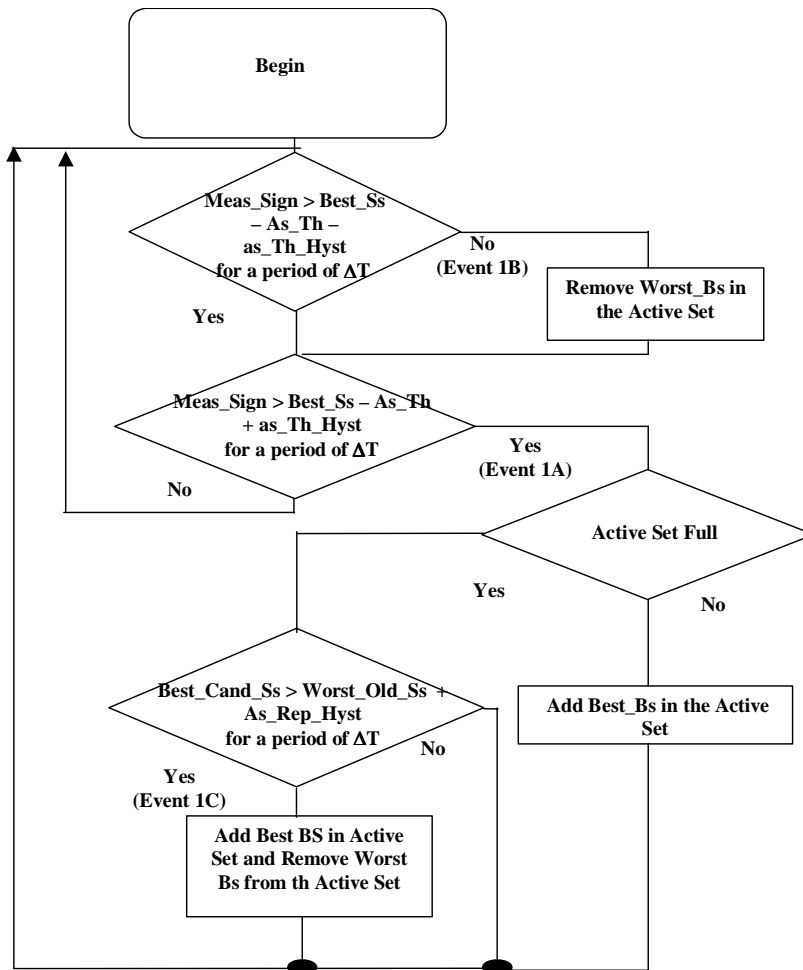 Begin
Meas_Sign > Best_Ss
– As_Th –
as_Th_Hyst
for a period of ΔT
No
(Event 1B)
Remove Worst_Bs in
the Active Set
Yes
Meas_Sign > Best_Ss – As_Th
+ as_Th_Hyst
for a period of ΔT
Yes
(Event 1A)
No
Active Set Full
Yes
No
Best_Cand_Ss > Worst_Old_Ss +
As_Rep_Hyst
for a period of ΔT
No
Add Best_Bs in the Active
Set
Yes
(Event 1C)
Add Best BS in Active
Set and Remove Worst
Bs from th Active Set